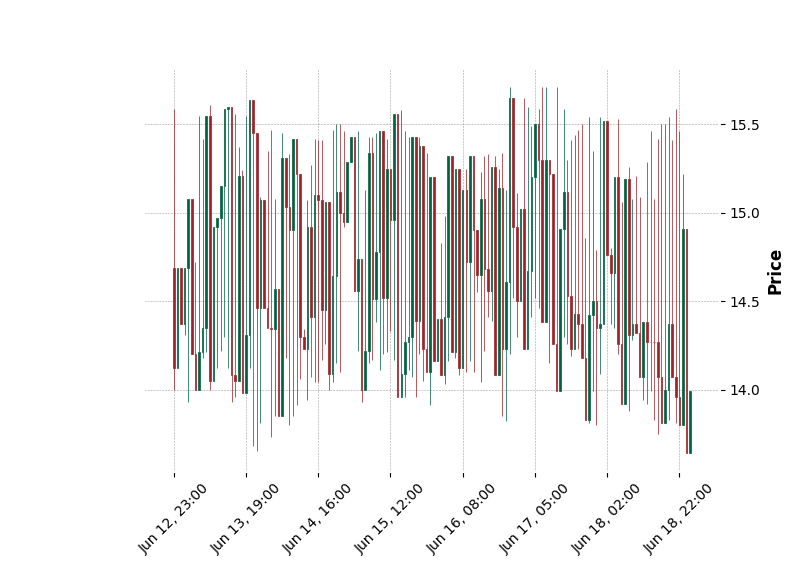 15.5
15.0
14.5
14.0
Price
Jun 12, 23:00
Jun 13, 19:00
Jun 14, 16:00
Jun 15, 12:00
Jun 16, 08:00
Jun 17, 05:00
Jun 18, 02:00
Jun 18, 22:00